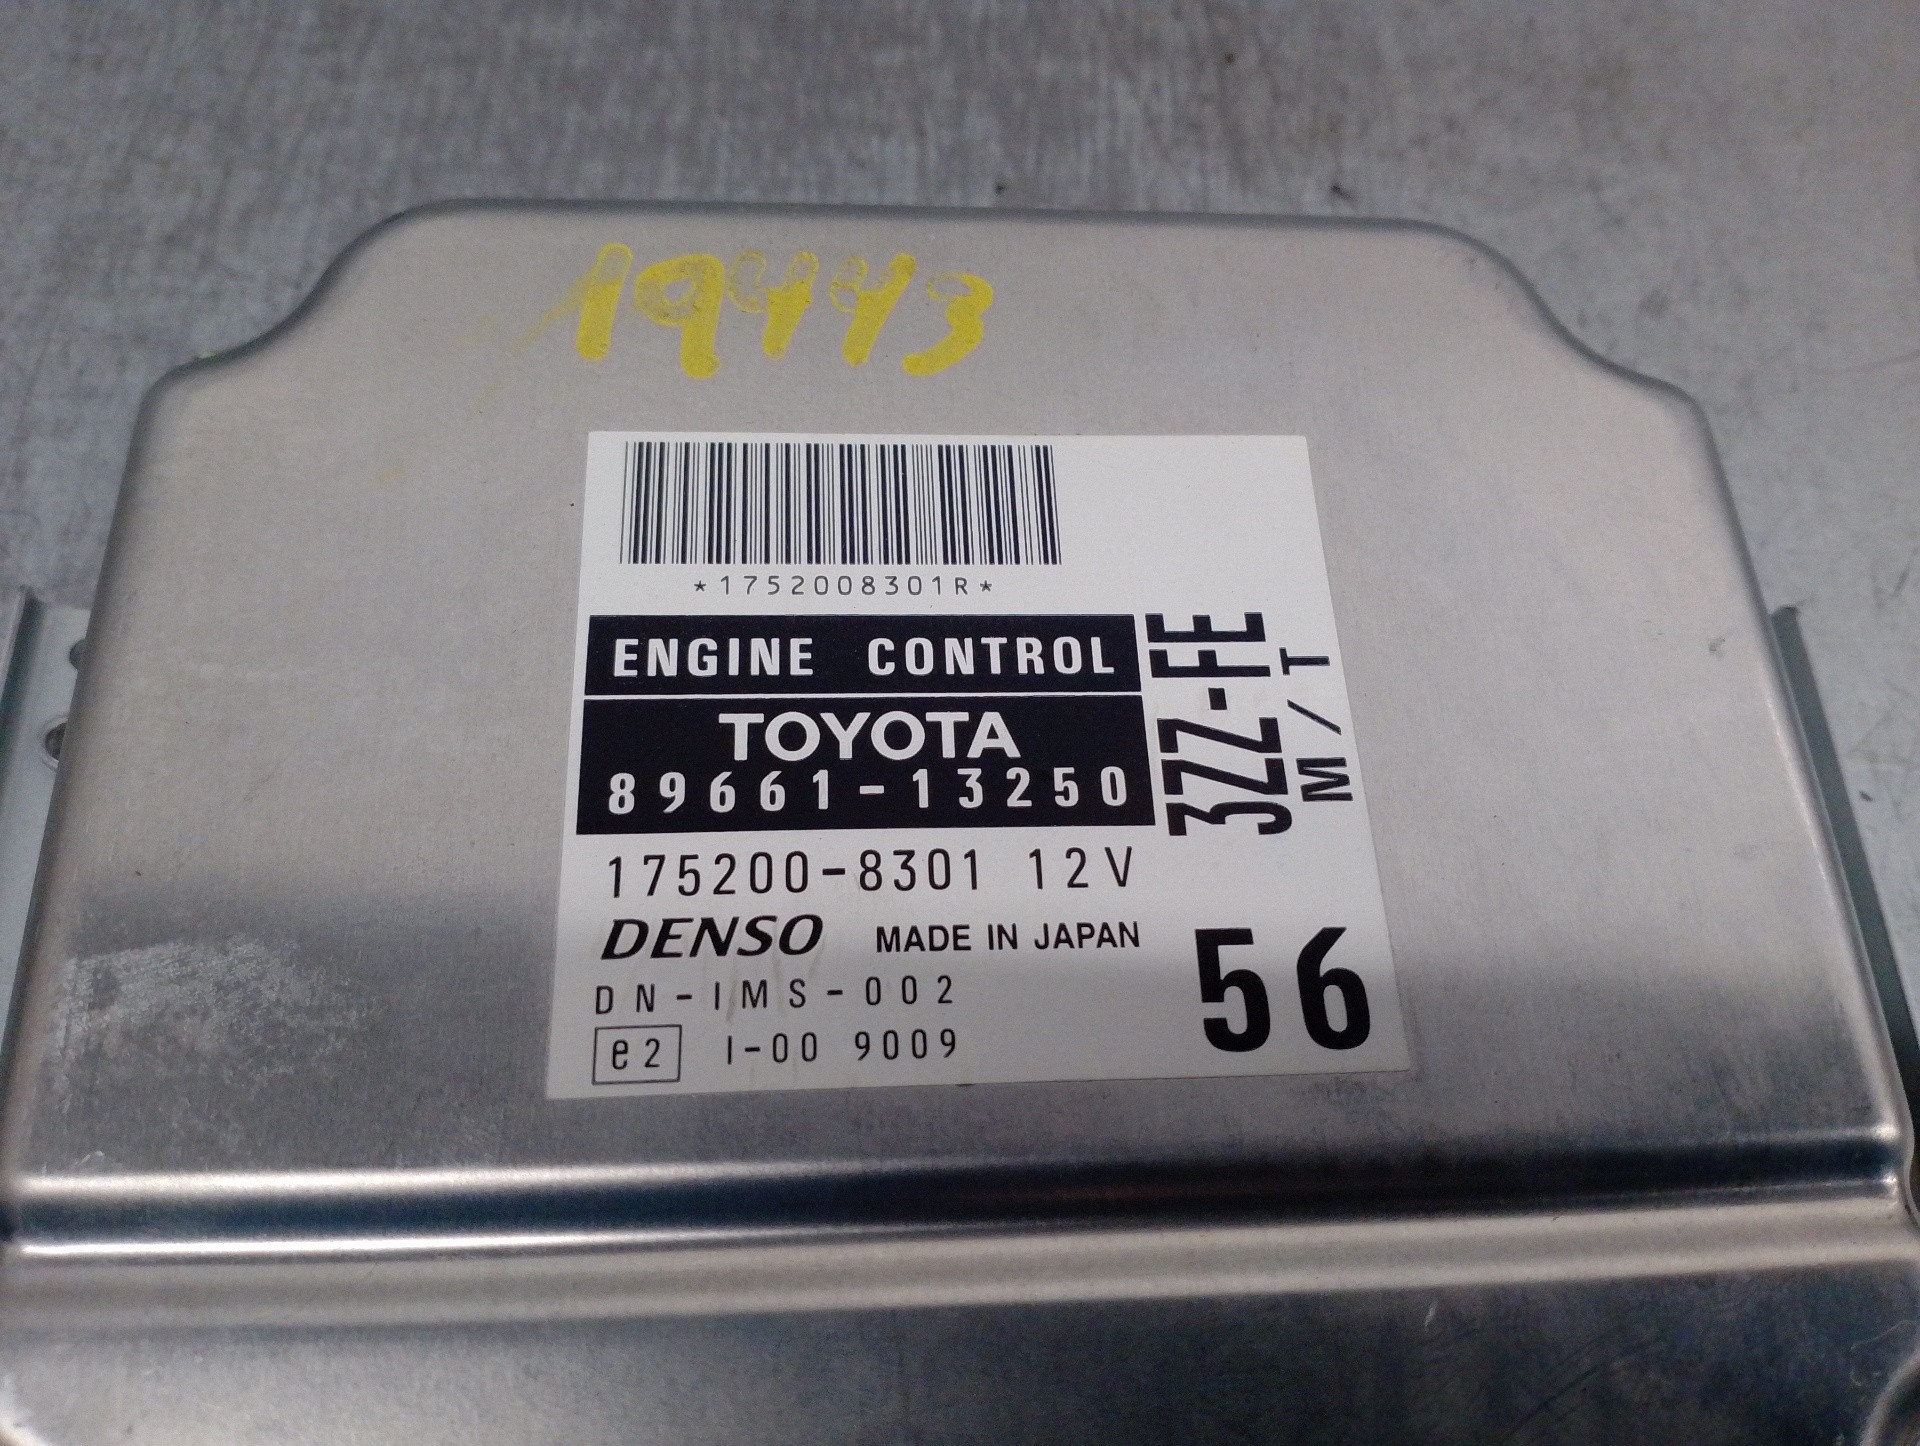 19443
*1752008301R*
ENGINE CONTROL
TOYOTA
89661-13250
3ZZ-FE
M/T
175200-8301 12V
DENSO MADE IN JAPAN
DN-IMS-002
e2 I-00 9009
56